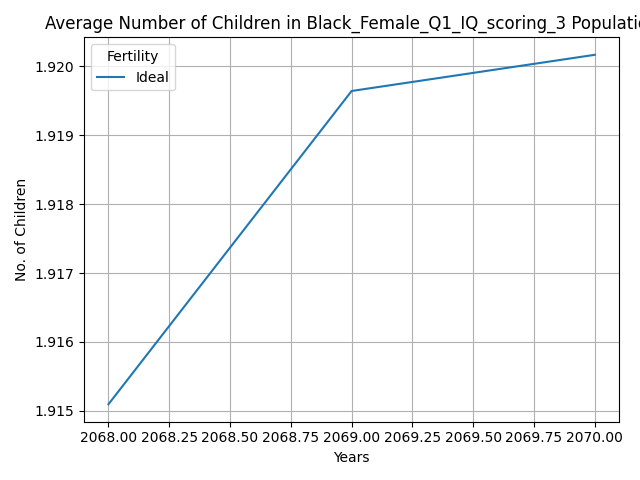 Average Number of Children in Black_Female_Q1_IQ_scoring_3
Fertility
Ideal
No. of Children
1.920
1.919
1.918
1.917
1.916
1.915
2068.00 2068.25 2068.50 2068.75 2069.00 2069.25 2069.50 2069.75 2070.00
Years